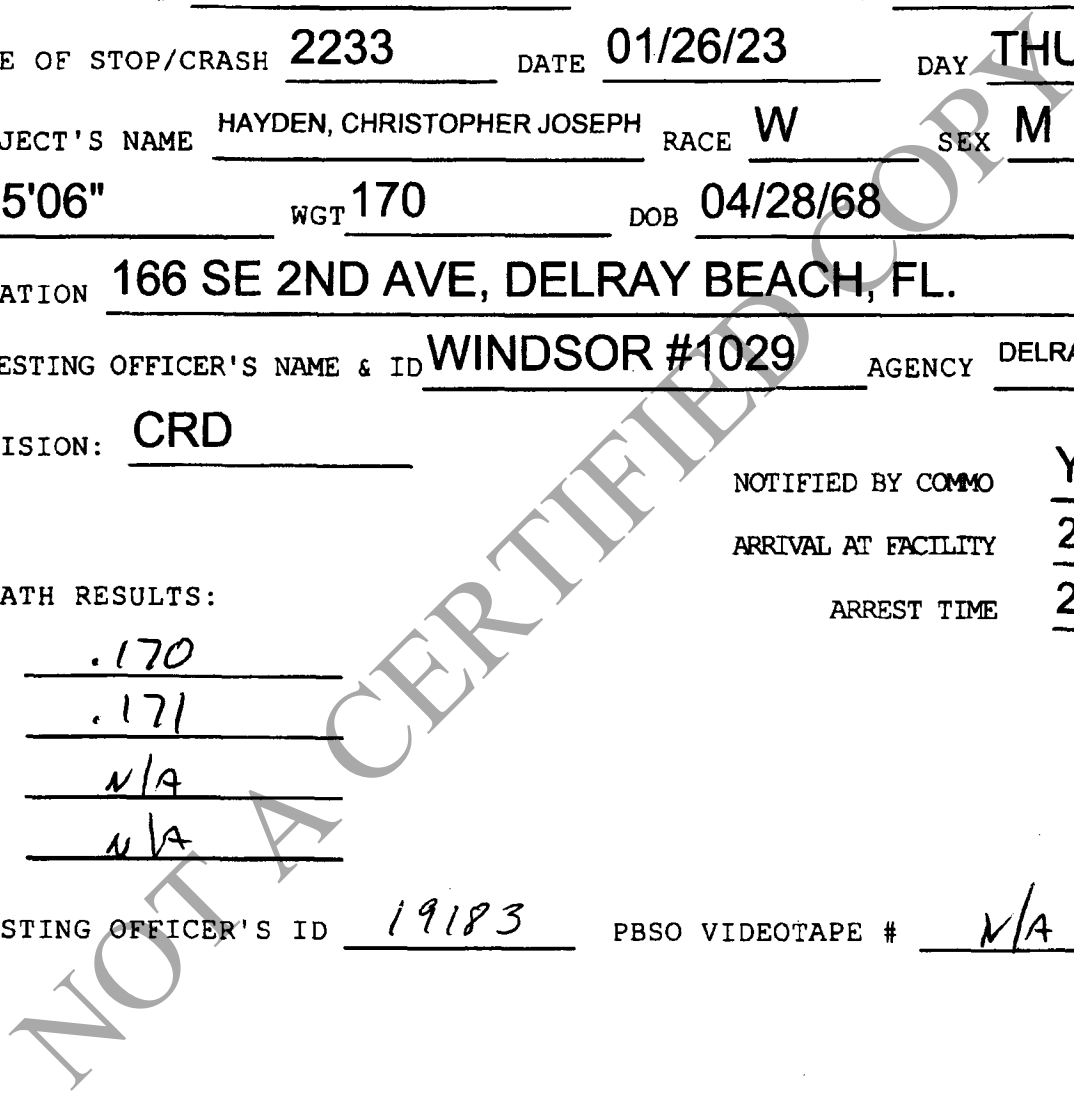 E OF STOP/CRASH 2233 DATE 01/26/23 DAY THU
JECT'S NAME HAYDEN, CHRISTOPHER JOSEPH RACE W SEX M
5'06" WGT 170 DOB 04/28/68
ATION 166 SE 2ND AVE, DELRAY BEACH, FL.
ESTING OFFICER'S NAME & ID WINDSOR #1029 AGENCY DELRA
ISION: CRD
NOTIFIED BY COMMO Y
ARRIVAL AT FACILITY 2
ATH RESULTS:
ARREST TIME 2
.170
.171
N/A
N/A
STING OFFICER'S ID 19183 PBSO VIDEOTAPE # N/A
NOT A CERTIFIED COPY